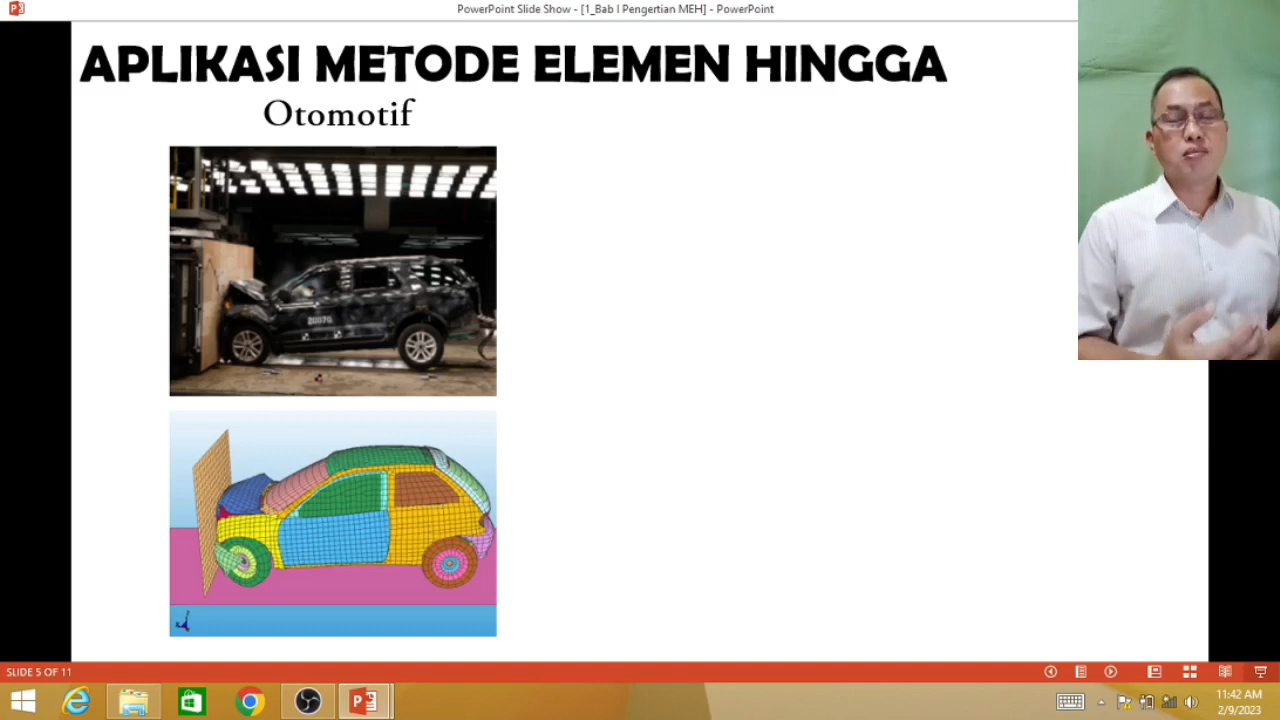 PowerPoint Slide Show - [1_Bab I Pengertian MEH] - PowerPoint
APLIKASI METODE ELEMEN HINGGA
Otomotif
20070
SLIDE 5 OF 11
11:42 AM
2/9/2023